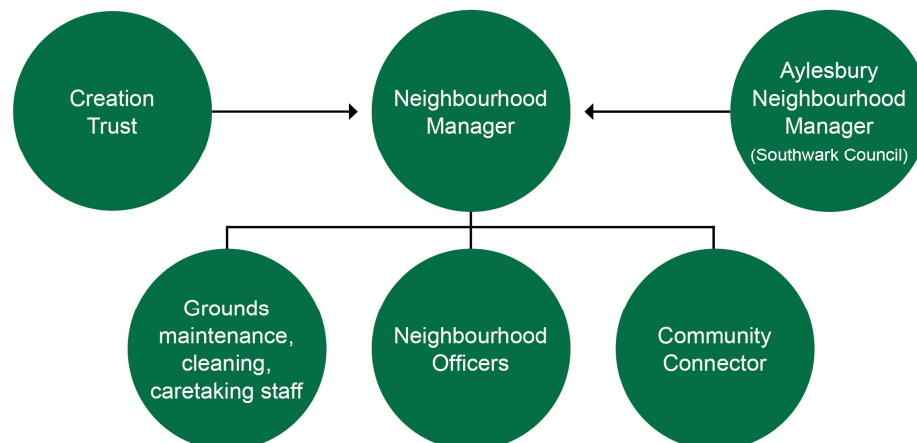 Creation
Trust
Neighbourhood
Manager
Aylesbury
Neighbourhood
Manager
(Southwark Council)
Grounds
maintenance,
cleaning,
caretaking staff
Neighbourhood
Officers
Community
Connector